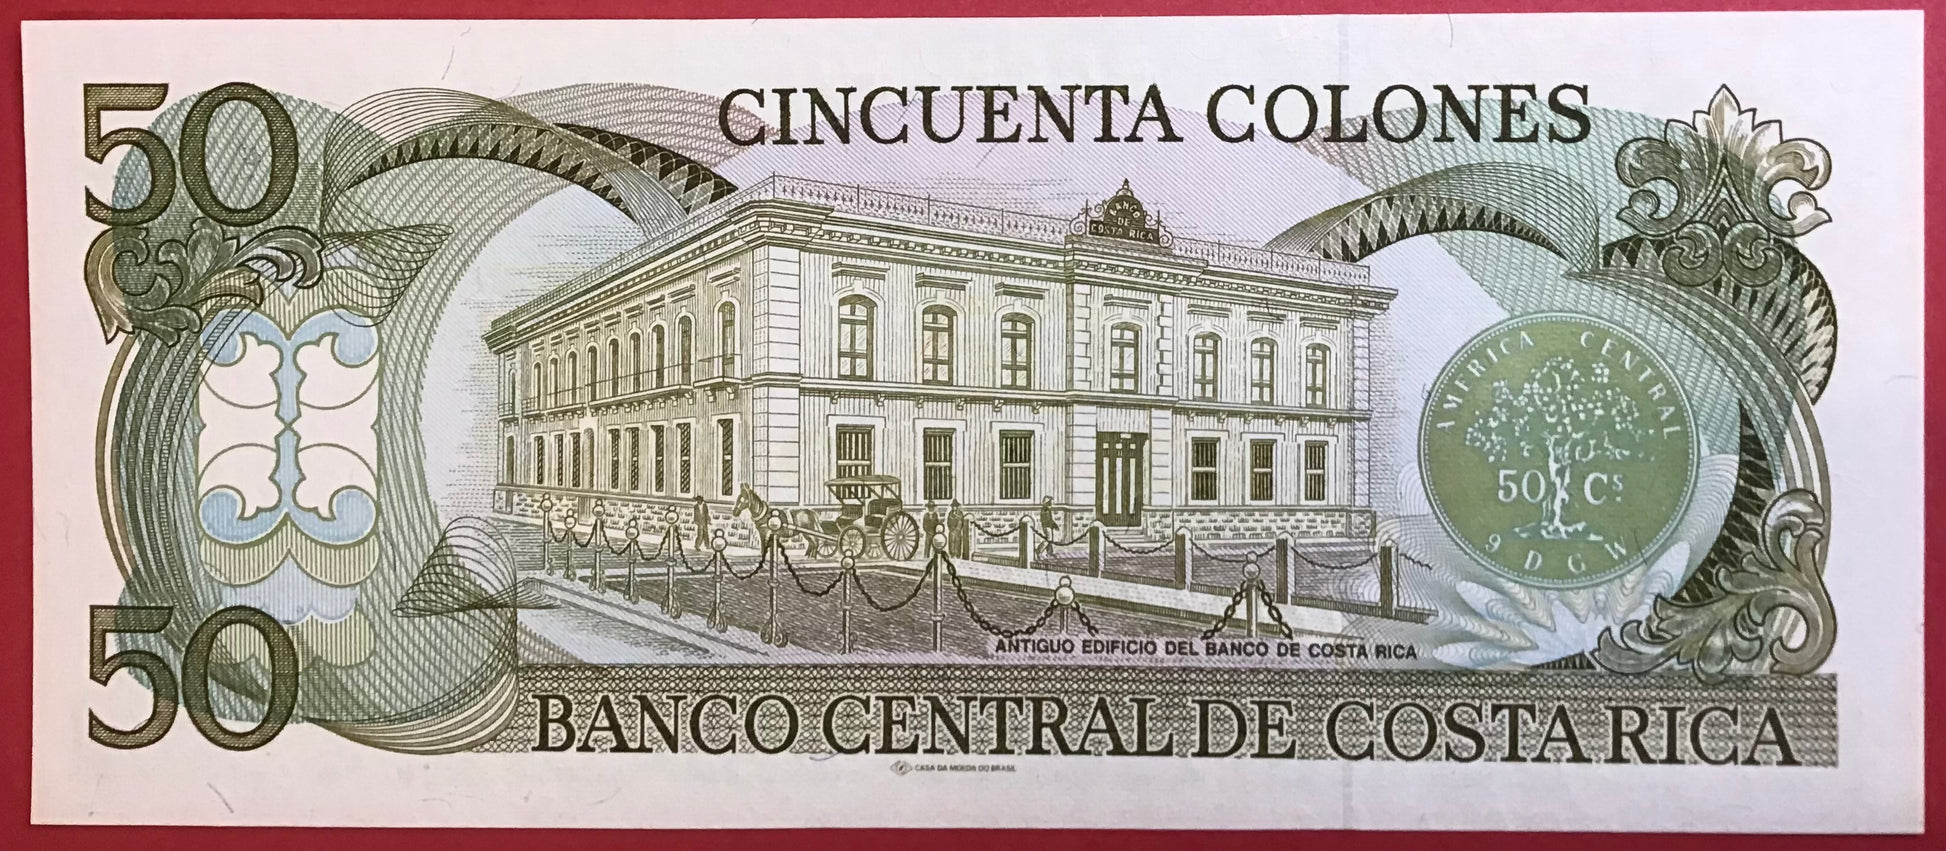 50
CINCUENTA COLONES
BANCO
DE
COSTA RICA
AMERICA CENTRAL
50 Cs.
9 D G W
ANTIGUO EDIFICIO DEL BANCO DE COSTA RICA
50
BANCO CENTRAL DE COSTA RICA
CASA DA MOEDA DO BRASIL